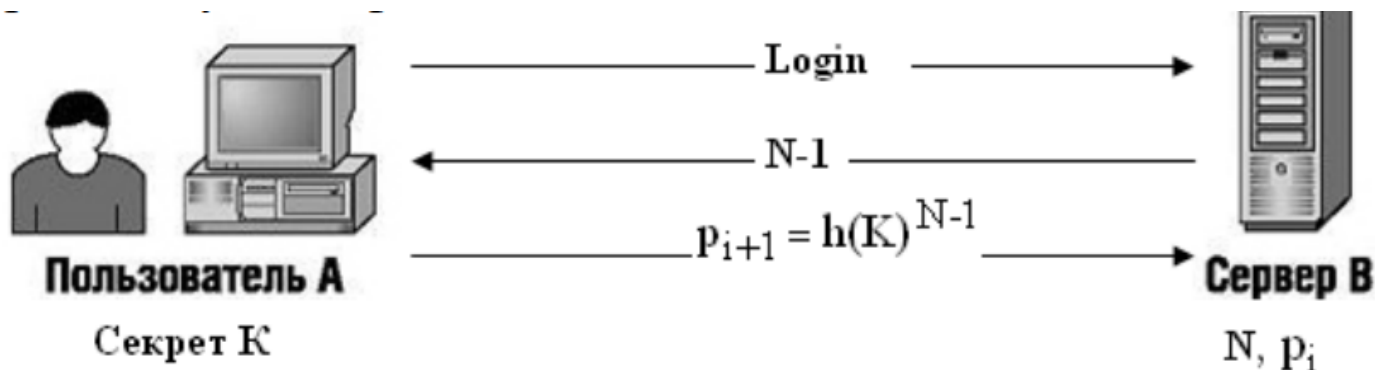 Login
N-1
p_{i+1} = h(K)^{N-1}
Пользователь А
Сервер В
Секрет К
N, p_i